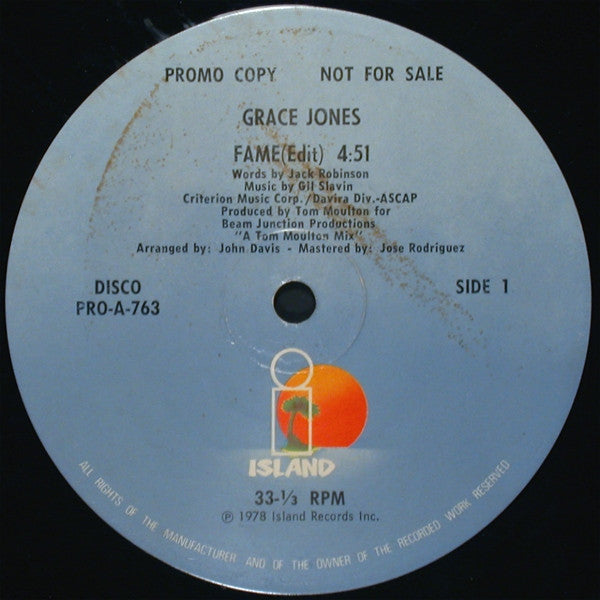 PROMO COPY NOT FOR SALE
GRACE JONES
FAME(Edit) 4:51
Words by Jack Robinson
Music by Gil Slavin
Criterion Music Corp./Davira Div.-ASCAP
Produced by Tom Moulton for
Beam Junction Productions
"A Tom Moulton Mix"
Arranged by: John Davis - Mastered by: Jose Rodriguez
DISCO SIDE 1
PRO-A-763
i
ISLAND
33-⅓ RPM
℗ 1978 Island Records Inc.
ALL RIGHTS OF THE MANUFACTURER AND OF THE OWNER OF THE RECORDED WORK RESERVED